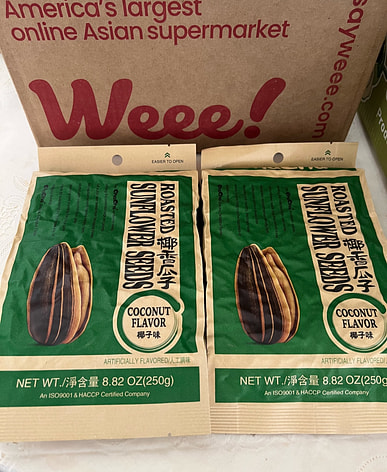 America's largest
online Asian supermarket
Weee!
sayweee.com
EASIER TO OPEN
ROASTED
SUNFLOWER SEEDS
椰香瓜子
COCONUT
FLAVOR
椰子味
ARTIFICIALLY FLAVORED/人工調味
NET WT./淨含量 8.82 OZ(250g)
An ISO9001 & HACCP Certified Company
EASIER TO OPEN
ROASTED
SUNFLOWER SEEDS
椰香瓜子
COCONUT
FLAVOR
椰子味
ARTIFICIALLY FLAVORED/人工調味
NET WT./淨含量 8.82 OZ(250g)
An ISO9001 & HACCP Certified Company